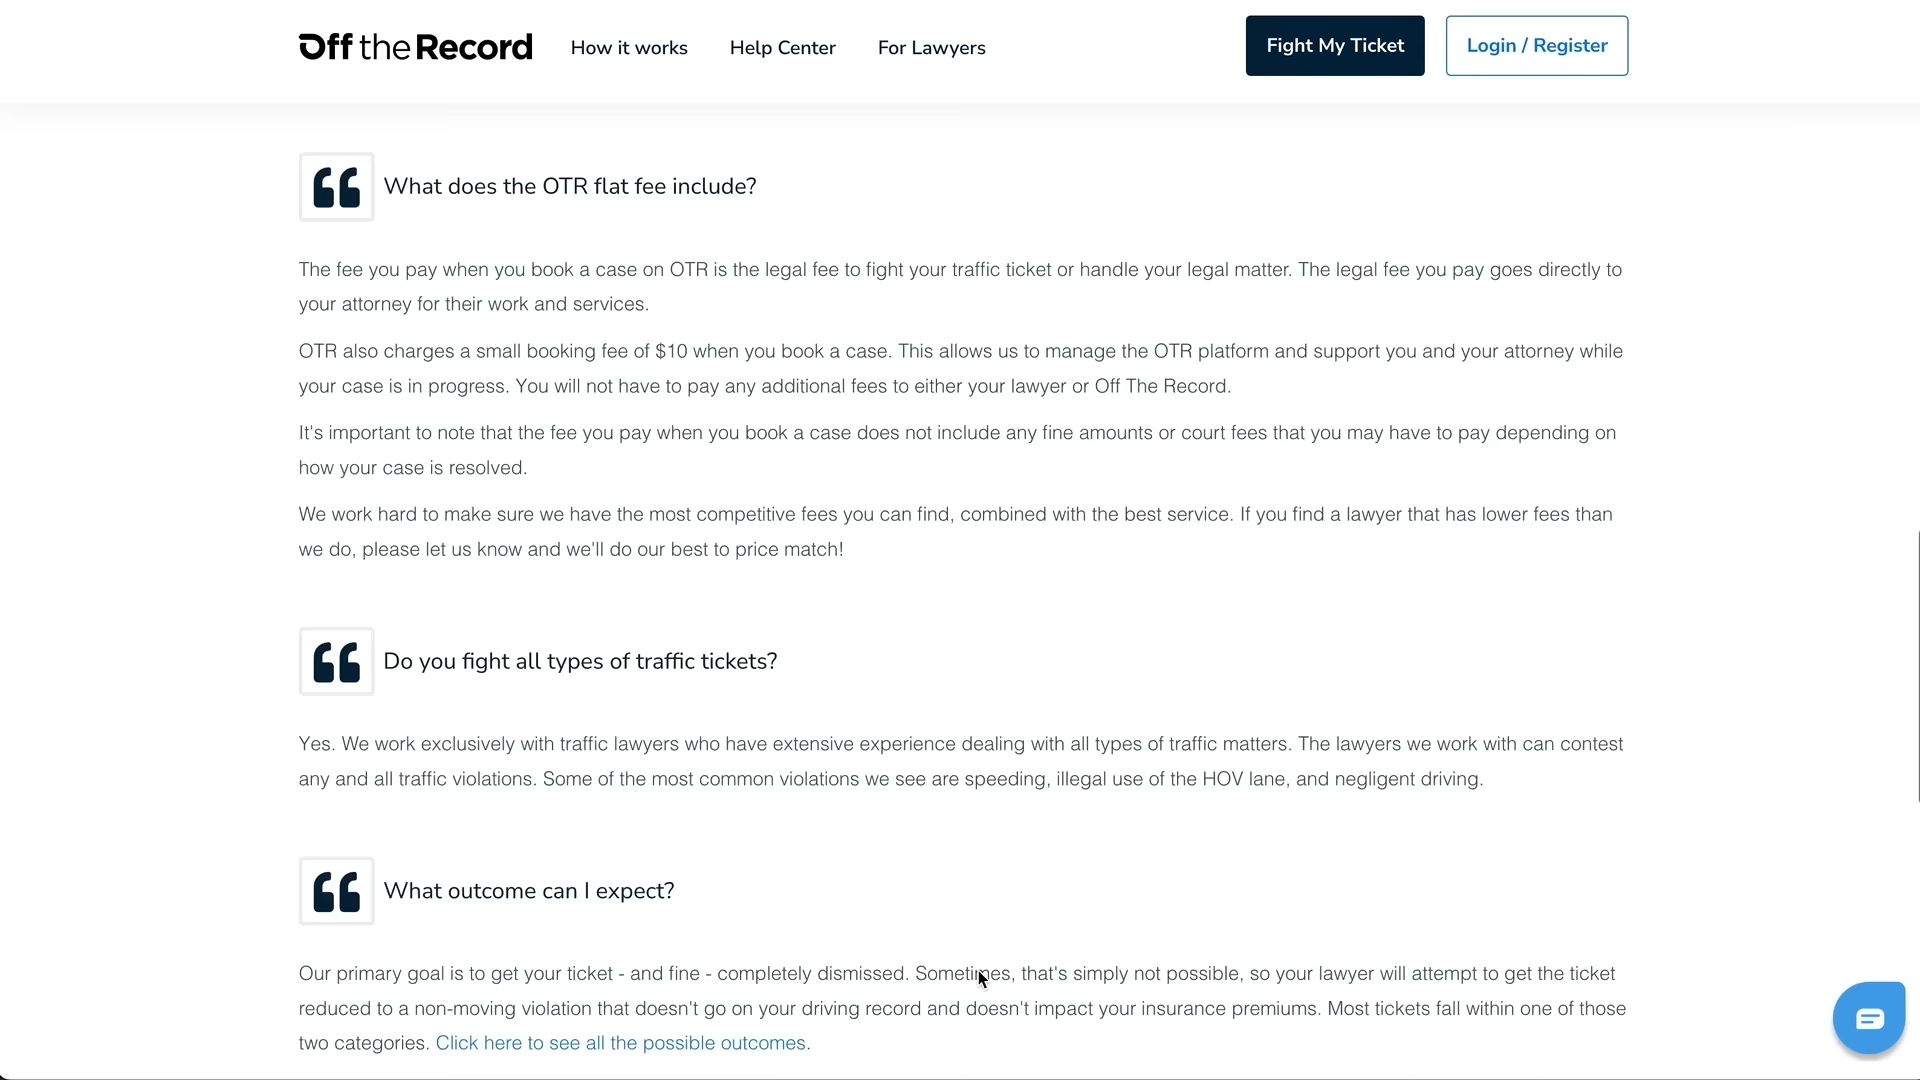 Off the Record
How it works
Help Center
For Lawyers
Fight My Ticket
Login / Register
What does the OTR flat fee include?
The fee you pay when you book a case on OTR is the legal fee to fight your traffic ticket or handle your legal matter. The legal fee you pay goes directly to
your attorney for their work and services.
OTR also charges a small booking fee of $10 when you book a case. This allows us to manage the OTR platform and support you and your attorney while
your case is in progress. You will not have to pay any additional fees to either your lawyer or Off The Record.
It's important to note that the fee you pay when you book a case does not include any fine amounts or court fees that you may have to pay depending on
how your case is resolved.
We work hard to make sure we have the most competitive fees you can find, combined with the best service. If you find a lawyer that has lower fees than
we do, please let us know and we'll do our best to price match!
Do you fight all types of traffic tickets?
Yes. We work exclusively with traffic lawyers who have extensive experience dealing with all types of traffic matters. The lawyers we work with can contest
any and all traffic violations. Some of the most common violations we see are speeding, illegal use of the HOV lane, and negligent driving.
What outcome can I expect?
Our primary goal is to get your ticket - and fine - completely dismissed. Sometimes, that's simply not possible, so your lawyer will attempt to get the ticket
reduced to a non-moving violation that doesn't go on your driving record and doesn't impact your insurance premiums. Most tickets fall within one of those
two categories. Click here to see all the possible outcomes.